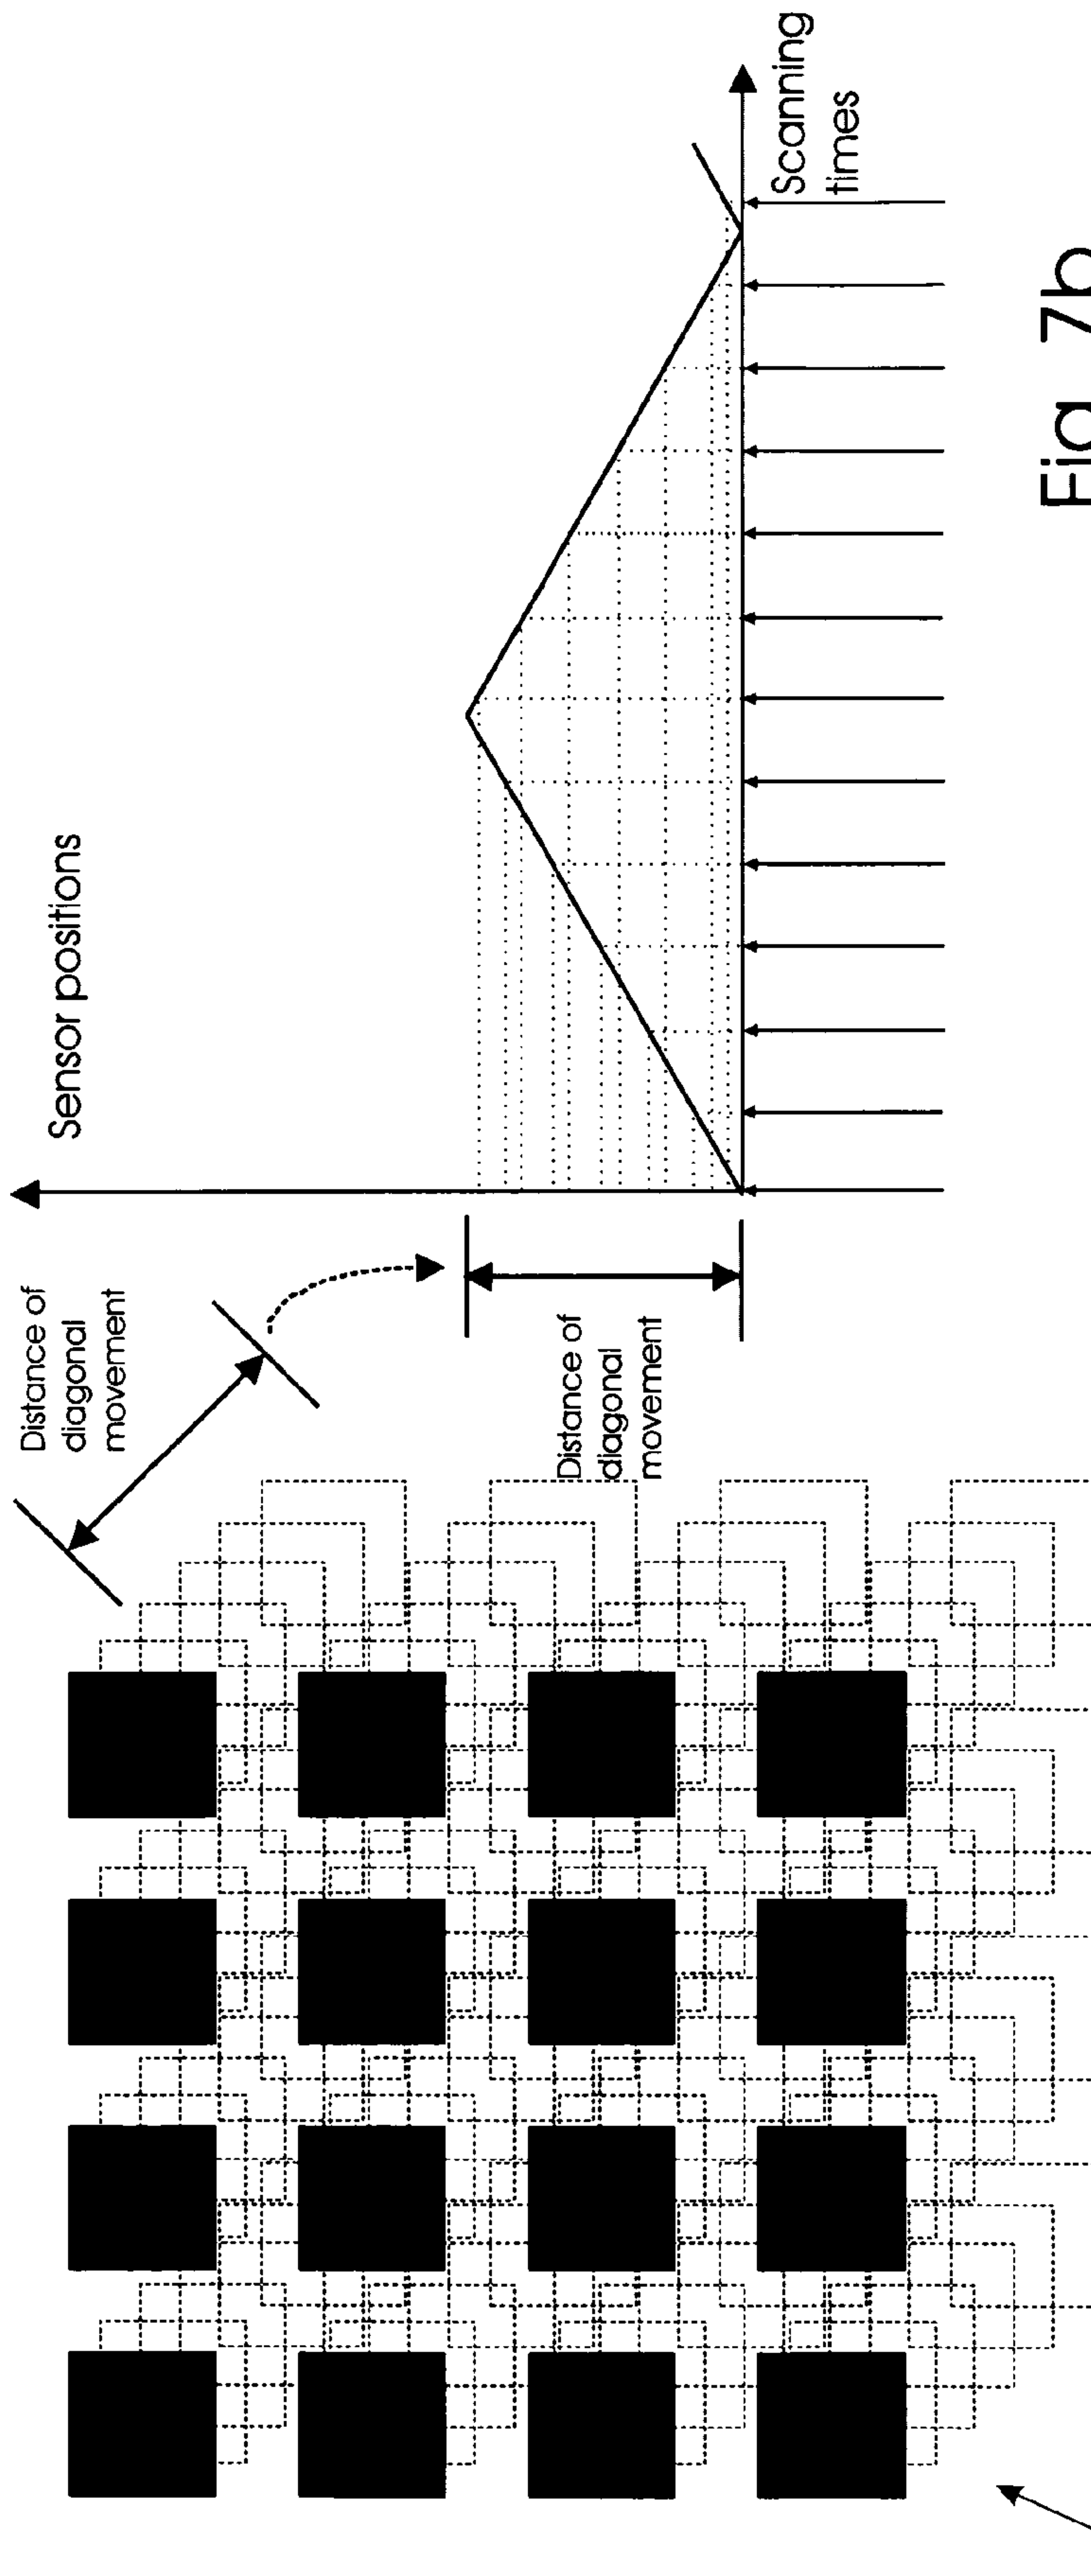 Distance of
diagonal
movement
Sensor positions
Distance of
diagonal
movement
Scanning
times
Fig. 7b